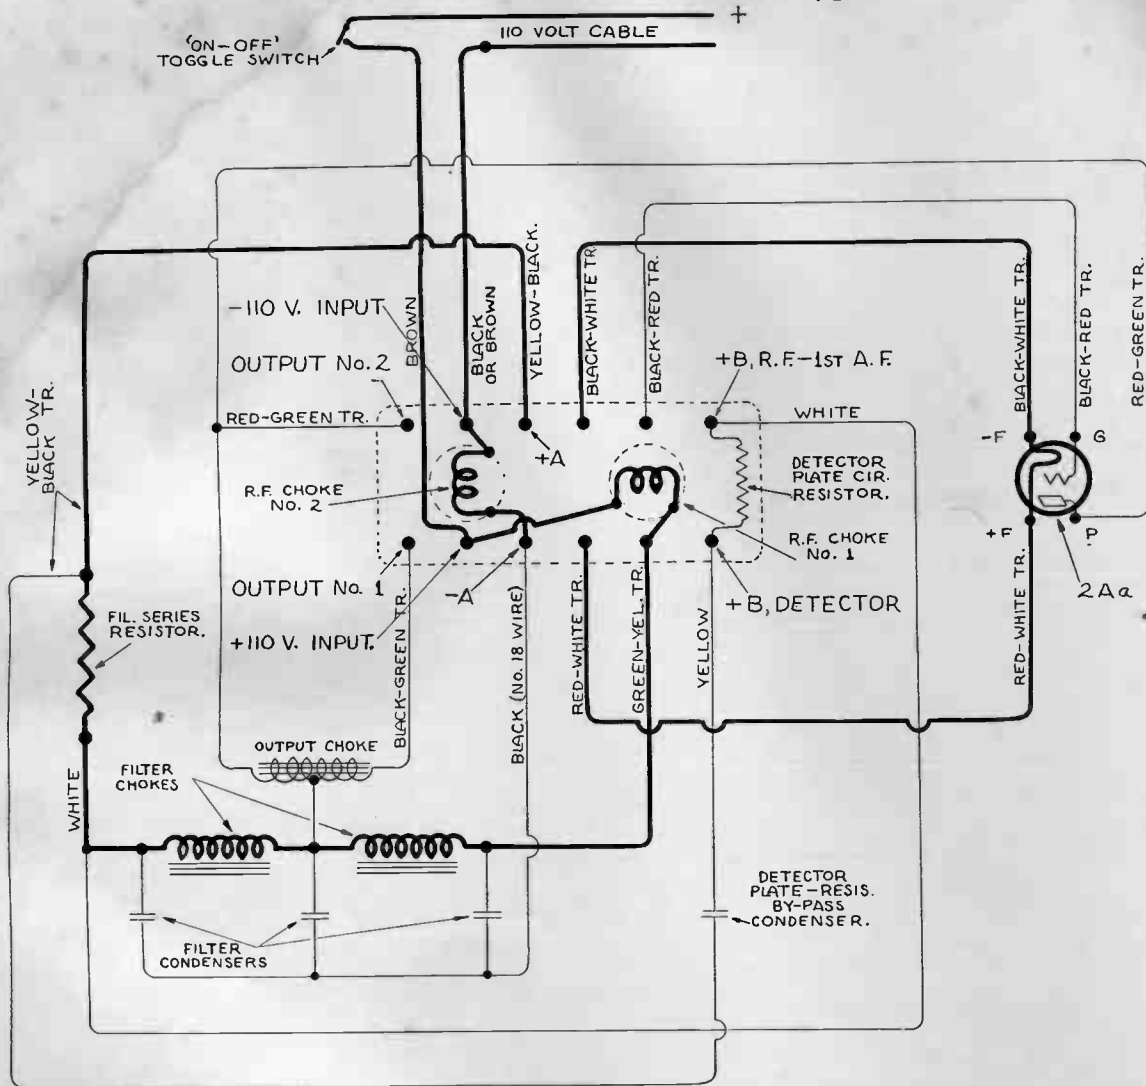 +
110 VOLT CABLE
'ON-OFF'
TOGGLE SWITCH
-110 V. INPUT
BROWN
BLACK
OR BROWN
YELLOW-BLACK.
BLACK-WHITE TR.
BLACK-RED TR.
+B, R.F.-1ST A.F.
BLACK-WHITE TR.
BLACK-RED TR.
RED-GREEN TR.
OUTPUT No. 2
RED-GREEN TR.
WHITE
YELLOW-
BLACK TR.
+A
-F
G
R.F. CHOKE
No. 2
DETECTOR
PLATE CIR.
RESISTOR.
R.F. CHOKE
No. 1
+F
P
OUTPUT No. 1
-A
+B, DETECTOR
2Aa
FIL. SERIES
RESISTOR.
+110 V. INPUT.
BLACK-GREEN TR.
BLACK (No. 18 WIRE)
RED-WHITE TR.
GREEN-YEL. TR.
YELLOW
RED-WHITE TR.
OUTPUT CHOKE
FILTER
CHOKES
WHITE
DETECTOR
PLATE-RESIS.
BY-PASS
CONDENSER.
FILTER
CONDENSERS